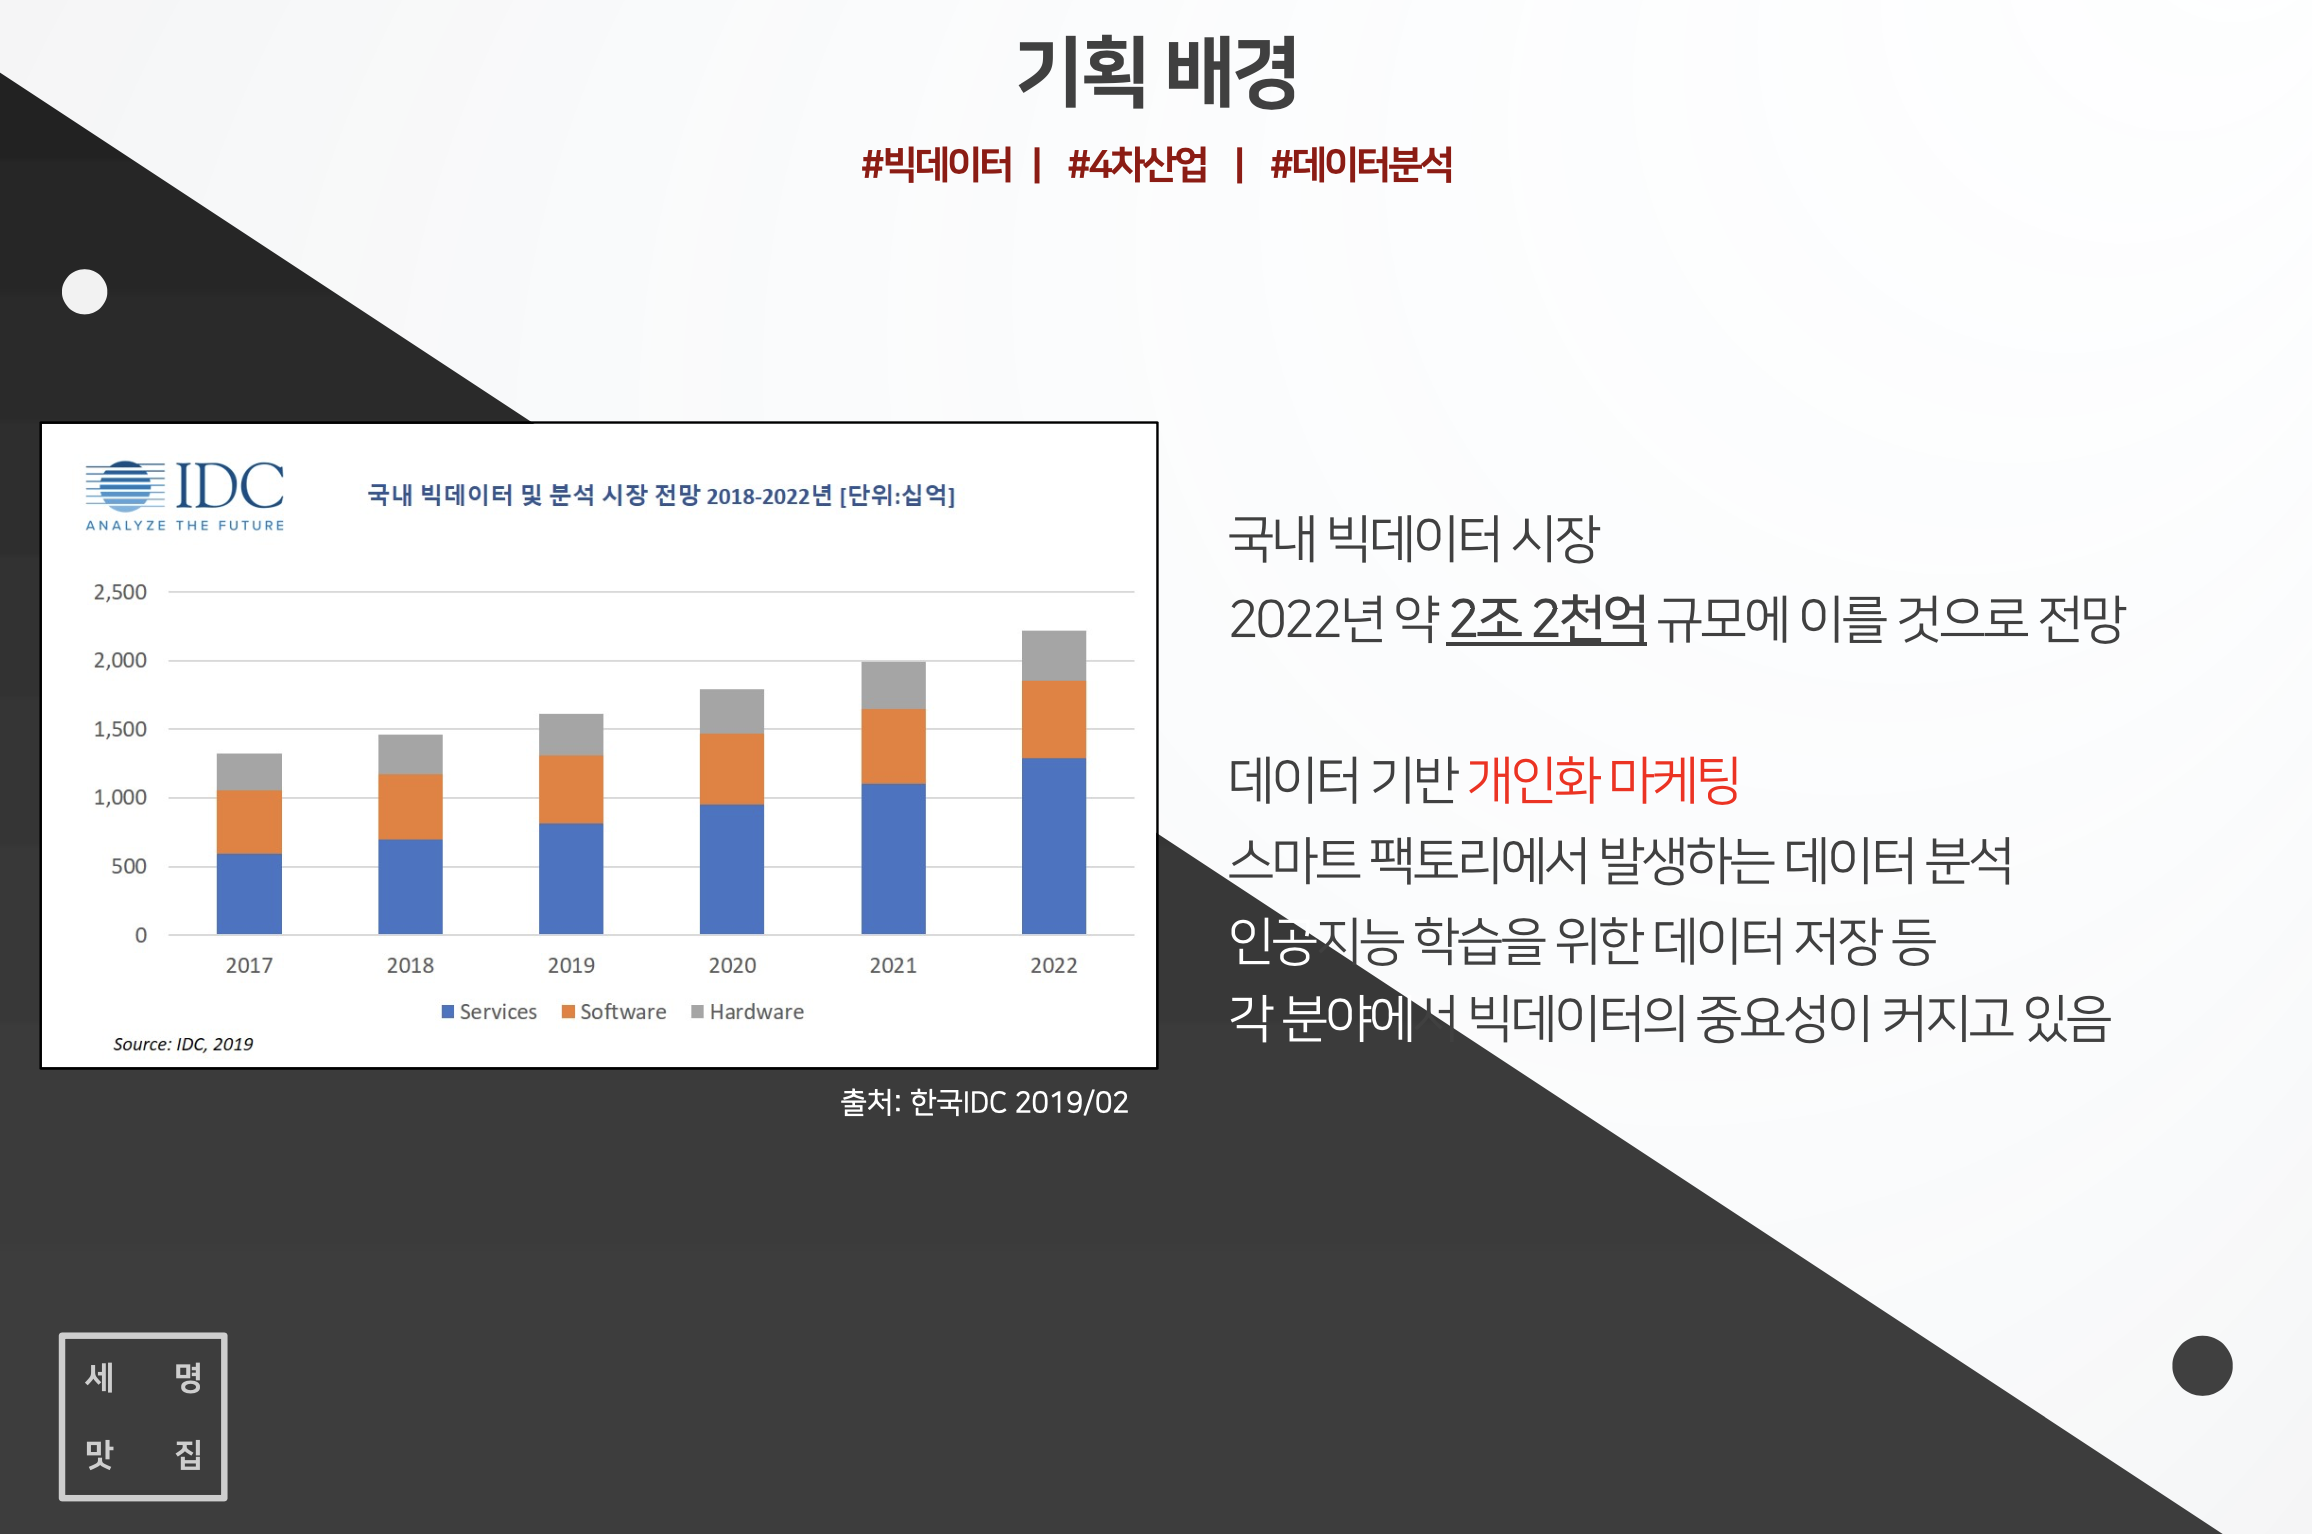 기획 배경
#빅데이터 | #4차산업 | #데이터분석
IDC
ANALYZE THE FUTURE
국내 빅데이터 및 분석 시장 전망 2018-2022년 [단위:십억]
2,500
2,000
1,500
1,000
500
0
2017 2018 2019 2020 2021 2022
Services Software Hardware
Source: IDC, 2019
출처: 한국IDC 2019/02
국내 빅데이터 시장
2022년 약 2조 2천억 규모에 이를 것으로 전망
데이터 기반 개인화 마케팅
스마트 팩토리에서 발생하는 데이터 분석
인공지능 학습을 위한 데이터 저장 등
각 분야에서 빅데이터의 중요성이 커지고 있음
세 명
맛 집